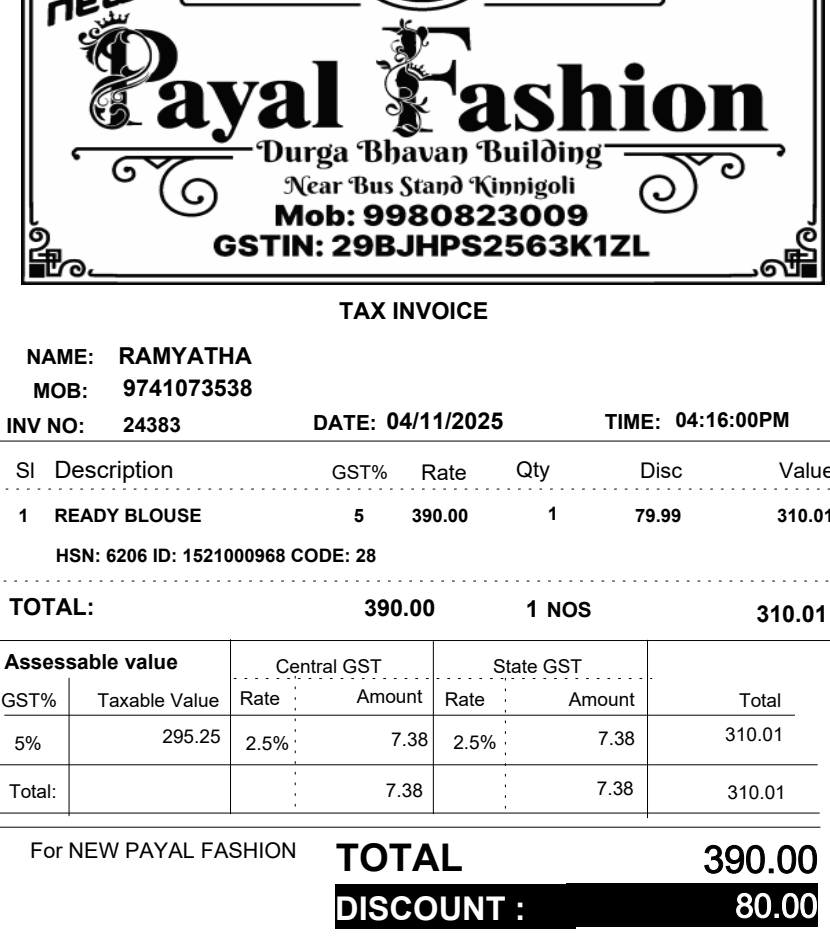 new
Payal Fashion
Durga Bhavan Building
Near Bus Stand Kinnigoli
Mob: 9980823009
GSTIN: 29BJHPS2563K1ZL
TAX INVOICE
NAME: RAMYATHA
MOB: 9741073538
INV NO: 24383 DATE: 04/11/2025 TIME: 04:16:00PM
Sl Description GST% Rate Qty Disc Value
1 READY BLOUSE 5 390.00 1 79.99 310.01
HSN: 6206 ID: 1521000968 CODE: 28
TOTAL: 390.00 1 NOS 310.01
Assessable value Central GST State GST
GST% Taxable Value Rate Amount Rate Amount Total
5% 295.25 2.5% 7.38 2.5% 7.38 310.01
Total: 7.38 7.38 310.01
For NEW PAYAL FASHION TOTAL 390.00
DISCOUNT : 80.00